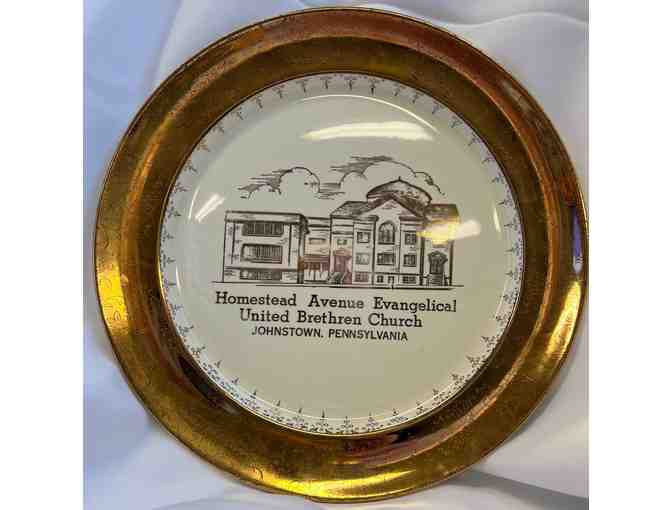 Homestead Avenue Evangelical
United Brethren Church
JOHNSTOWN, PENNSYLVANIA